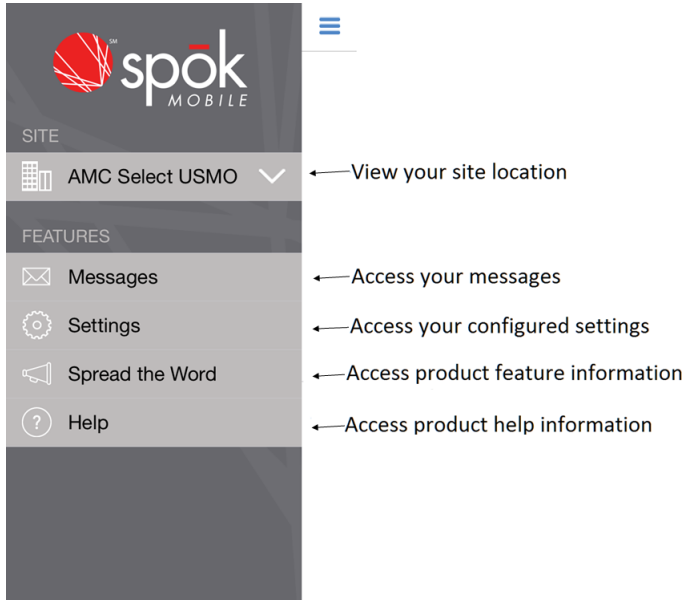 SM
spōk
MOBILE
SITE
AMC Select USMO
View your site location
FEATURES
Messages
Access your messages
Settings
Access your configured settings
Spread the Word
Access product feature information
? Help
Access product help information